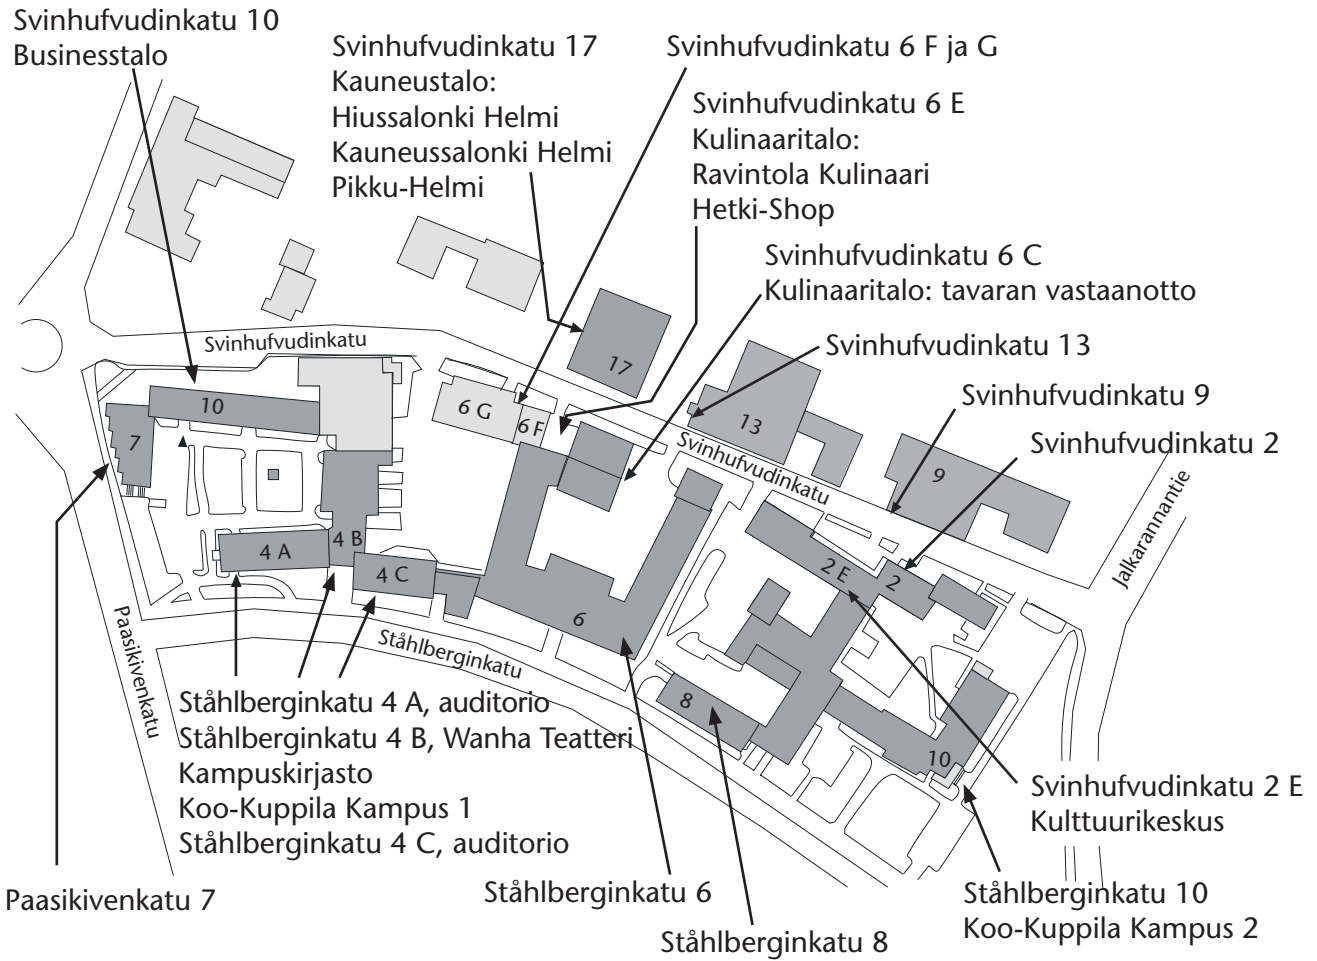 Svinhufvudinkatu 10
Businesstalo
Svinhufvudinkatu 17
Kauneustalo:
Hiussalonki Helmi
Kauneussalonki Helmi
Pikku-Helmi
Svinhufvudinkatu 6 F ja G
Svinhufvudinkatu 6 E
Kulinaaritalo:
Ravintola Kulinaari
Hetki-Shop
Svinhufvudinkatu 6 C
Kulinaaritalo: tavaran vastaanotto
Svinhufvudinkatu 13
Svinhufvudinkatu 9
Svinhufvudinkatu 2
Svinhufvudinkatu
17
10
6 G
6 F
13
7
Svinhufvudinkatu
9
Jalkarannantie
4 A
4 B
4 C
2 E
2
6
Paasikivenkatu
Ståhlberginkatu
8
10
Ståhlberginkatu 4 A, auditorio
Ståhlberginkatu 4 B, Wanha Teatteri
Kampuskirjasto
Koo-Kuppila Kampus 1
Ståhlberginkatu 4 C, auditorio
Svinhufvudinkatu 2 E
Kulttuurikeskus
Paasikivenkatu 7
Ståhlberginkatu 6
Ståhlberginkatu 8
Ståhlberginkatu 10
Koo-Kuppila Kampus 2